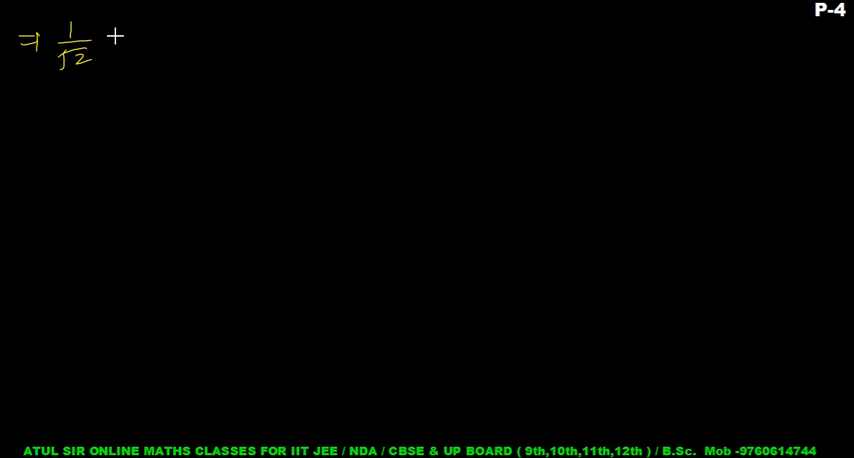 P-4
⇒ 1/√2
ATUL SIR ONLINE MATHS CLASSES FOR IIT JEE / NDA / CBSE & UP BOARD ( 9th,10th,11th,12th ) / B.Sc. Mob -9760614744